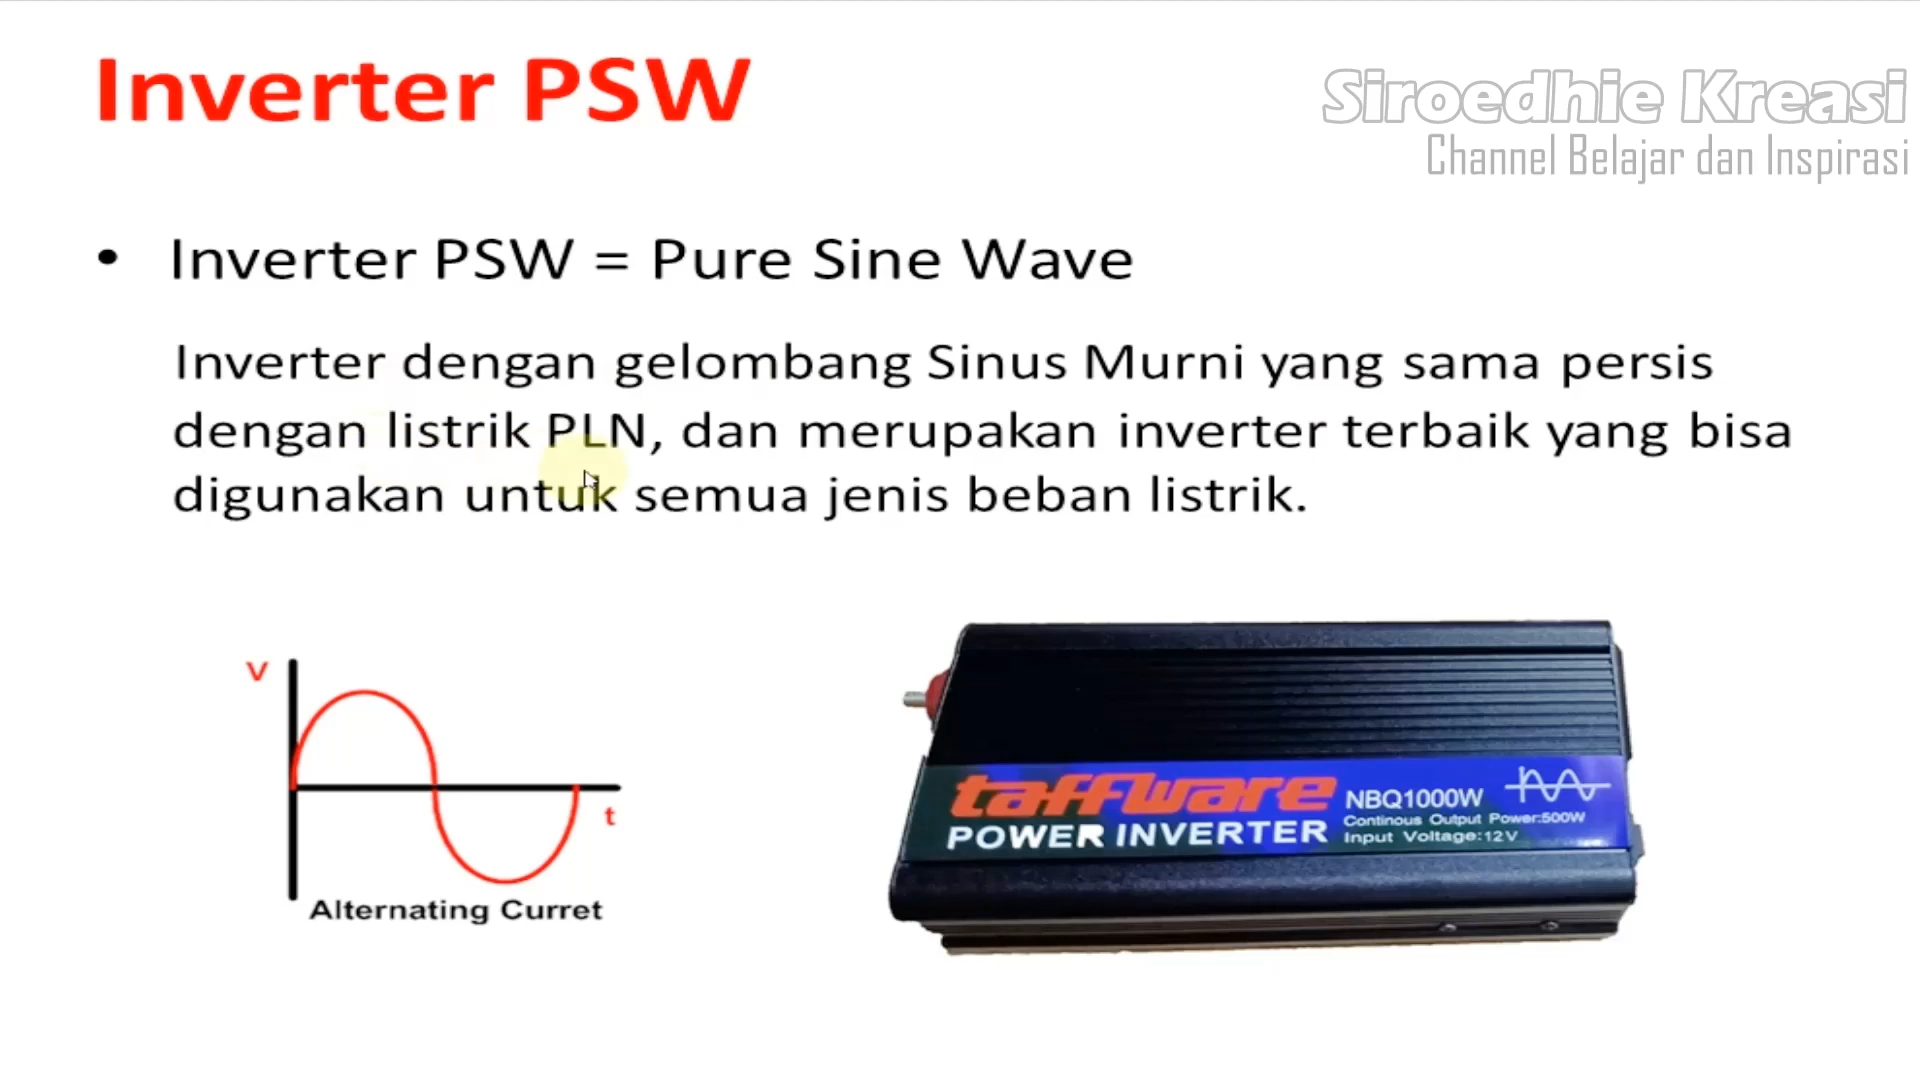 Inverter PSW
Siroedhie Kreasi
Channel Belajar dan Inspirasi
• Inverter PSW = Pure Sine Wave
Inverter dengan gelombang Sinus Murni yang sama persis
dengan listrik PLN, dan merupakan inverter terbaik yang bisa
digunakan untuk semua jenis beban listrik.
V
t
Alternating Curret
taffware
POWER INVERTER
NBQ1000W
Continous Output Power:500W
Input Voltage:12V